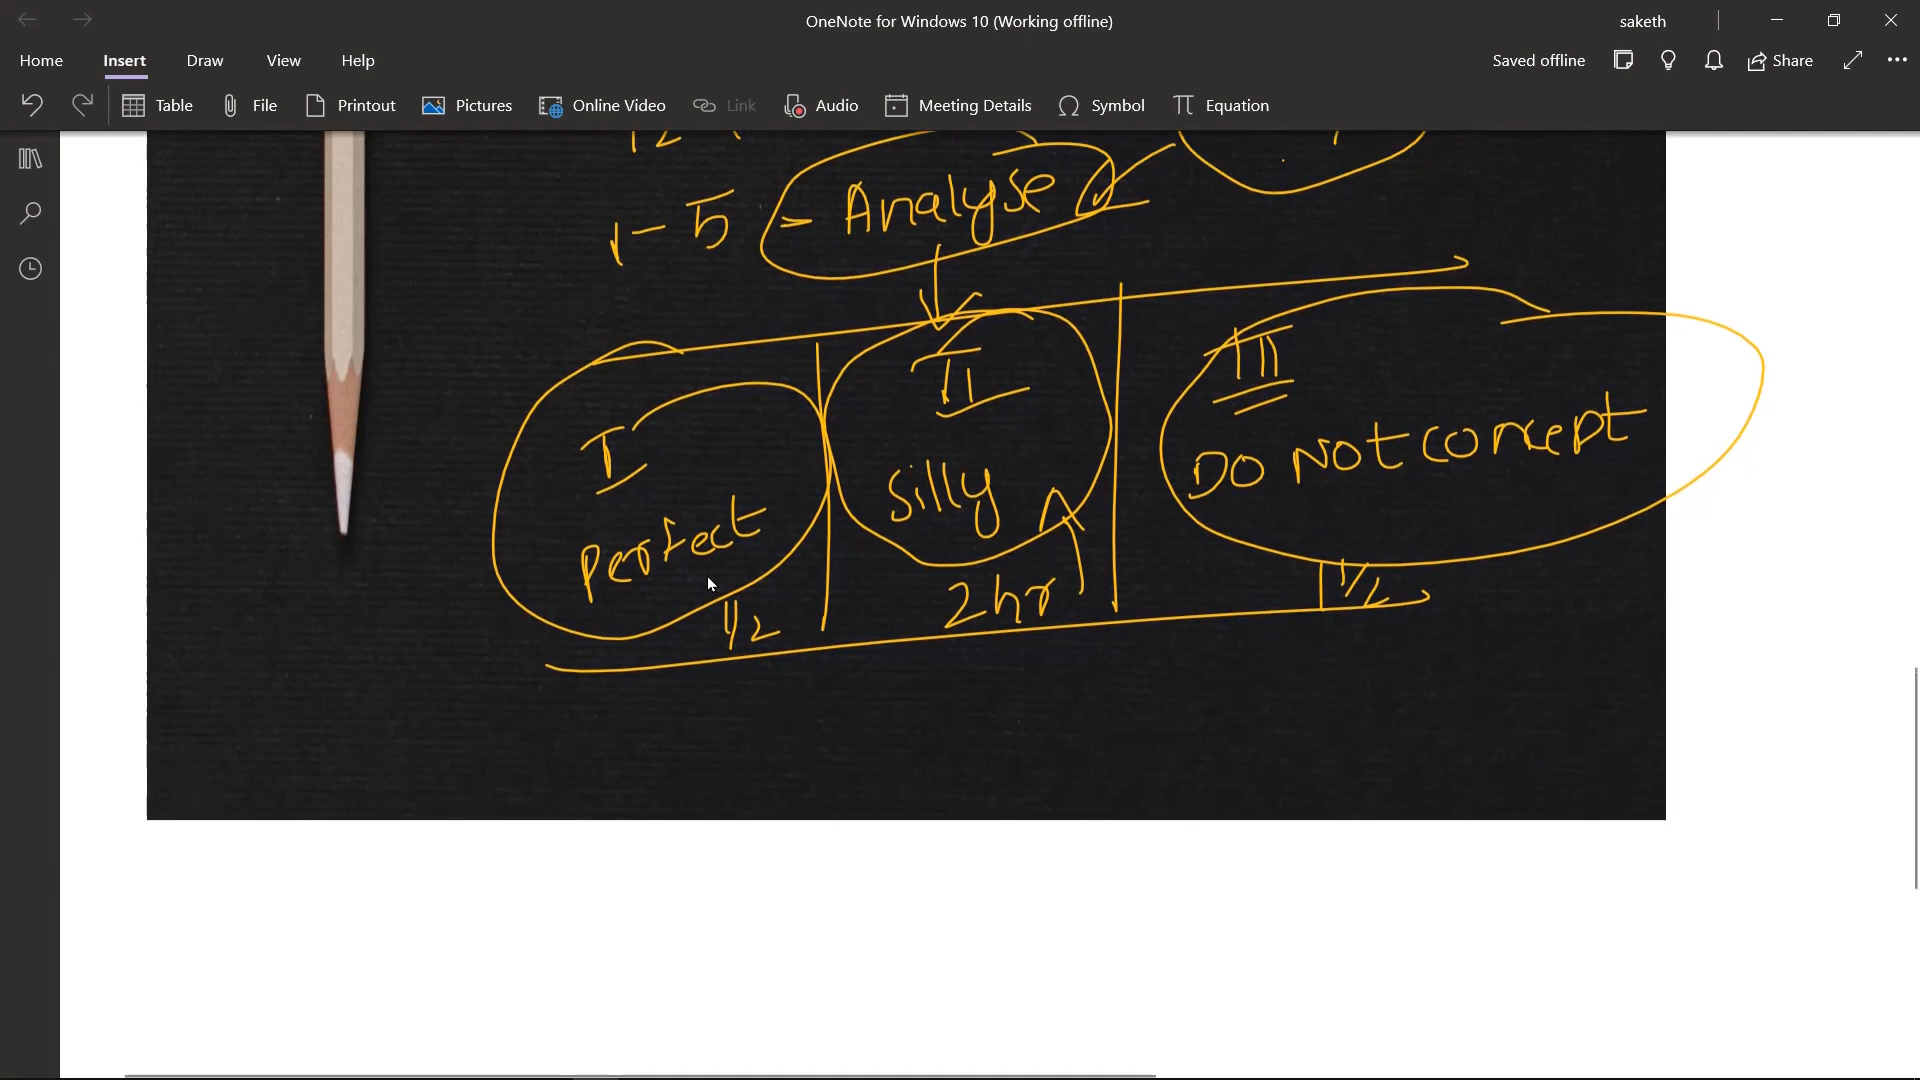 OneNote for Windows 10 (Working offline)
saketh
Home Insert Draw View Help
Saved offline
Share
Table File Printout Pictures Online Video Link Audio Meeting Details Symbol Equation
1-5 - Analyse
I
II
III
Perfect
Silly
DO NOT concept
1/2
2hr
1 1/2